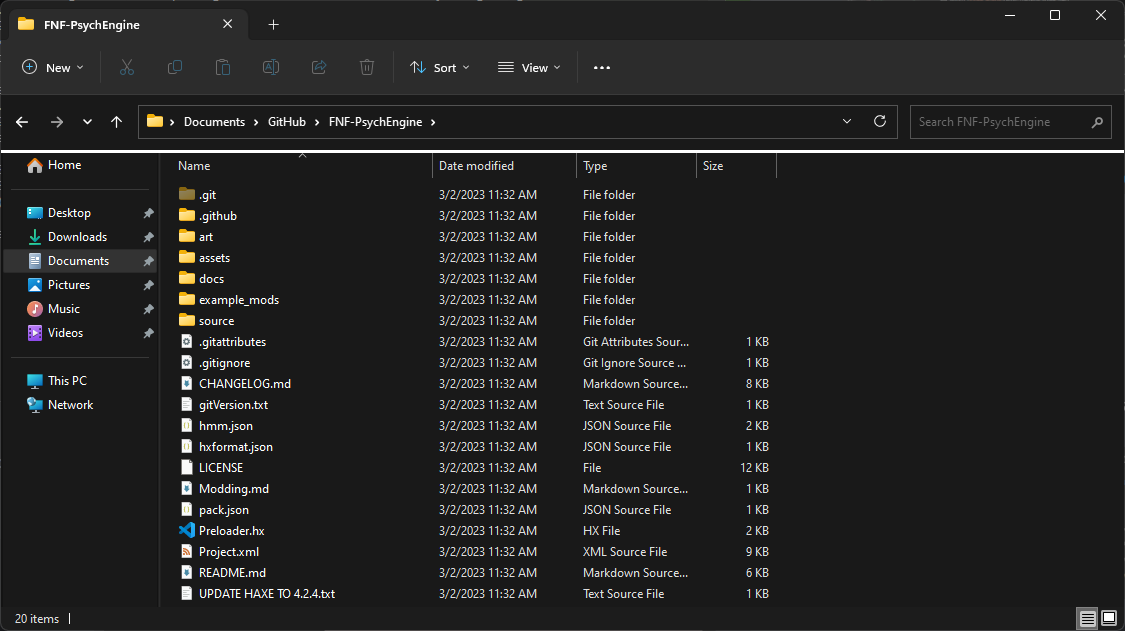 FNF-PsychEngine
New Sort View
Documents GitHub FNF-PsychEngine Search FNF-PsychEngine
Home
Desktop
Downloads
Documents
Pictures
Music
Videos
This PC
Network
Name Date modified Type Size
.git 3/2/2023 11:32 AM File folder
.github 3/2/2023 11:32 AM File folder
art 3/2/2023 11:32 AM File folder
assets 3/2/2023 11:32 AM File folder
docs 3/2/2023 11:32 AM File folder
example_mods 3/2/2023 11:32 AM File folder
source 3/2/2023 11:32 AM File folder
.gitattributes 3/2/2023 11:32 AM Git Attributes Sour... 1 KB
.gitignore 3/2/2023 11:32 AM Git Ignore Source ... 1 KB
CHANGELOG.md 3/2/2023 11:32 AM Markdown Source... 8 KB
gitVersion.txt 3/2/2023 11:32 AM Text Source File 1 KB
hmm.json 3/2/2023 11:32 AM JSON Source File 2 KB
hxformat.json 3/2/2023 11:32 AM JSON Source File 1 KB
LICENSE 3/2/2023 11:32 AM File 12 KB
Modding.md 3/2/2023 11:32 AM Markdown Source... 1 KB
pack.json 3/2/2023 11:32 AM JSON Source File 1 KB
Preloader.hx 3/2/2023 11:32 AM HX File 2 KB
Project.xml 3/2/2023 11:32 AM XML Source File 9 KB
README.md 3/2/2023 11:32 AM Markdown Source... 6 KB
UPDATE HAXE TO 4.2.4.txt 3/2/2023 11:32 AM Text Source File 1 KB
20 items